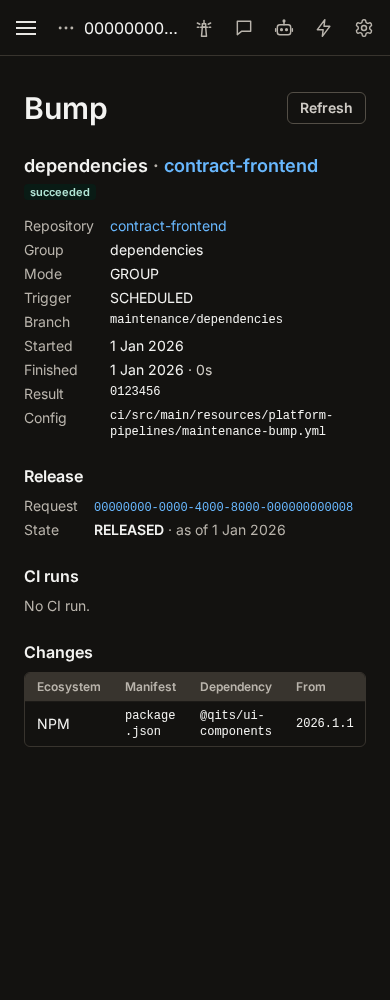 ··· 00000000...
Bump
Refresh
dependencies · contract-frontend
succeeded
Repository contract-frontend
Group dependencies
Mode GROUP
Trigger SCHEDULED
Branch maintenance/dependencies
Started 1 Jan 2026
Finished 1 Jan 2026 · 0s
Result 0123456
Config ci/src/main/resources/platform-
pipelines/maintenance-bump.yml
Release
Request 00000000-0000-4000-8000-000000000008
State RELEASED · as of 1 Jan 2026
CI runs
No CI run.
Changes
Ecosystem Manifest Dependency From
NPM package
.json @qits/ui-
components 2026.1.1